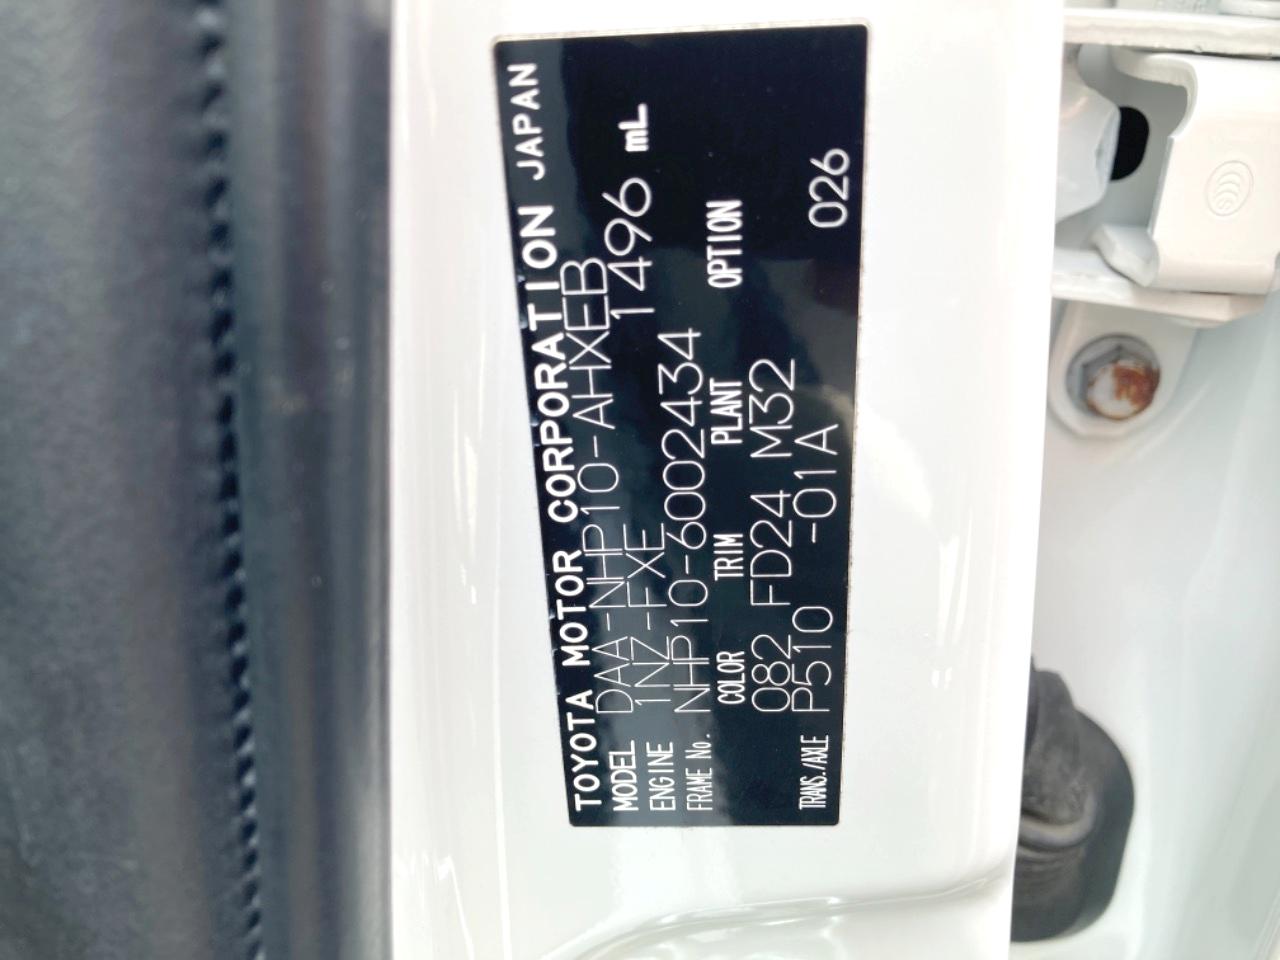 TOYOTA MOTOR CORPORATION JAPAN
MODEL DAA-NHP10-AHXEB
ENGINE 1NZ-FXE 1496 mL
FRAME No. NHP10-6002434
COLOR TRIM PLANT OPTION
082 FD24 M32
TRANS./AXLE P510 -01A 026